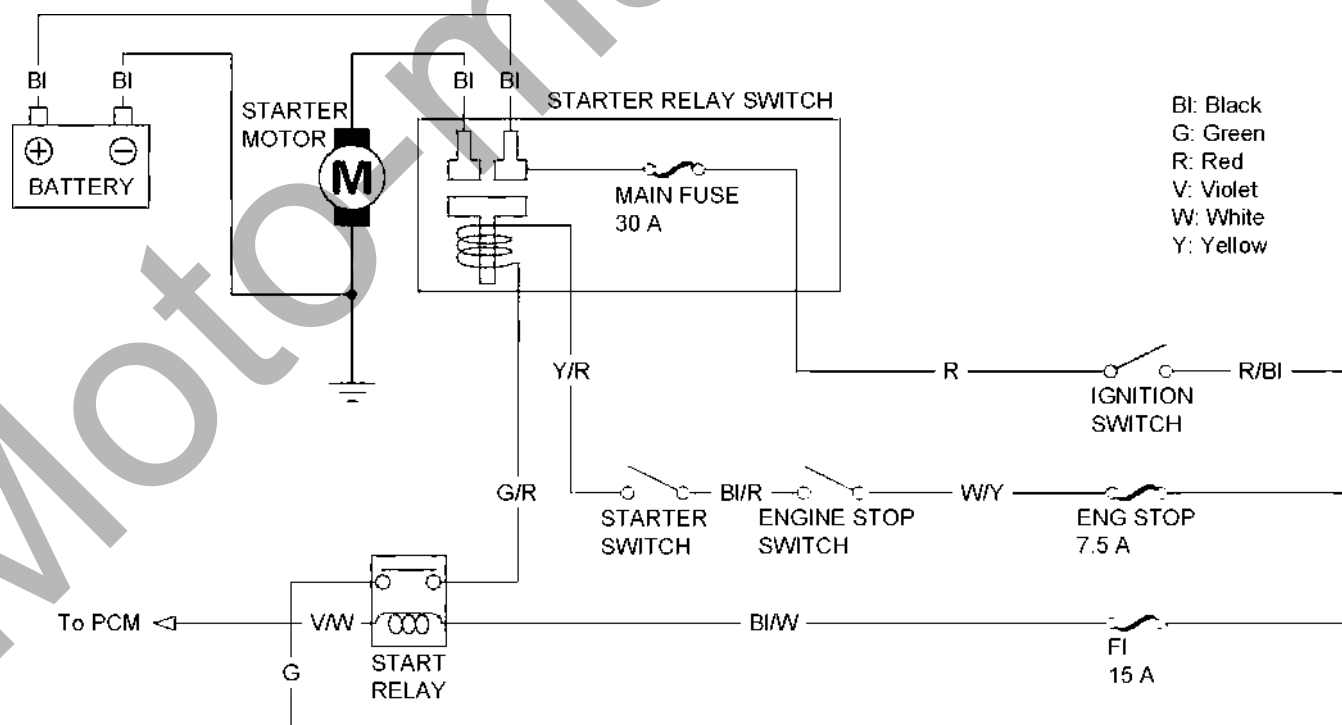 Bl
Bl
BATTERY
STARTER
MOTOR
M
Bl
Bl
STARTER RELAY SWITCH
MAIN FUSE
30 A
Bl: Black
G: Green
R: Red
V: Violet
W: White
Y: Yellow
Y/R
R
R/Bl
IGNITION
SWITCH
G/R
Bl/R
W/Y
STARTER
SWITCH
ENGINE STOP
SWITCH
ENG STOP
7.5 A
To PCM
V/W
Bl/W
START
RELAY
FI
15 A
G